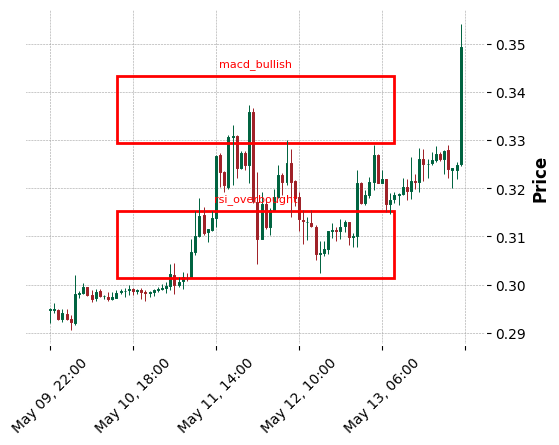 macd_bullish
si_overbought
0.35
0.34
0.33
0.32
0.31
0.30
0.29
Price
May 09, 22:00
May 10, 18:00
May 11, 14:00
May 12, 10:00
May 13, 06:00